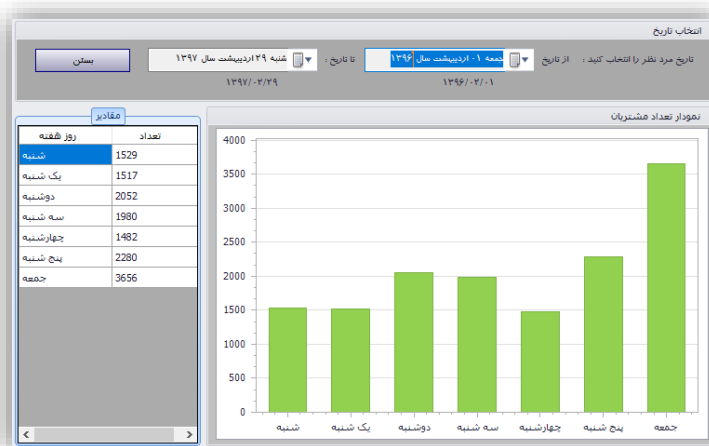 انتخاب تاریخ
تاریخ مرد نظر را انتخاب کنید : از تاریخ جمعه ۰۱ اردیبهشت سال ۱۳۹۶ تا تاریخ : شنبه ۲۹ اردیبهشت سال ۱۳۹۷ بستن
۱۳۹۶/۰۲/۰۱ ۱۳۹۷/۰۲/۲۹
نمودار تعداد مشتریان
4000
3500
3000
2500
2000
1500
1000
500
0
شنبه یک شنبه دوشنبه سه شنبه چهارشنبه پنج شنبه جمعه
مقادیر
روز هفته تعداد
شنبه 1529
یک شنبه 1517
دوشنبه 2052
سه شنبه 1980
چهارشنبه 1482
پنج شنبه 2280
جمعه 3656